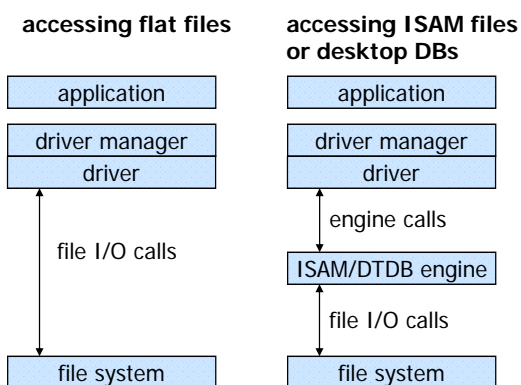 accessing flat files
application
driver manager
driver
file I/O calls
file system
accessing ISAM files
or desktop DBs
application
driver manager
driver
engine calls
ISAM/DTDB engine
file I/O calls
file system